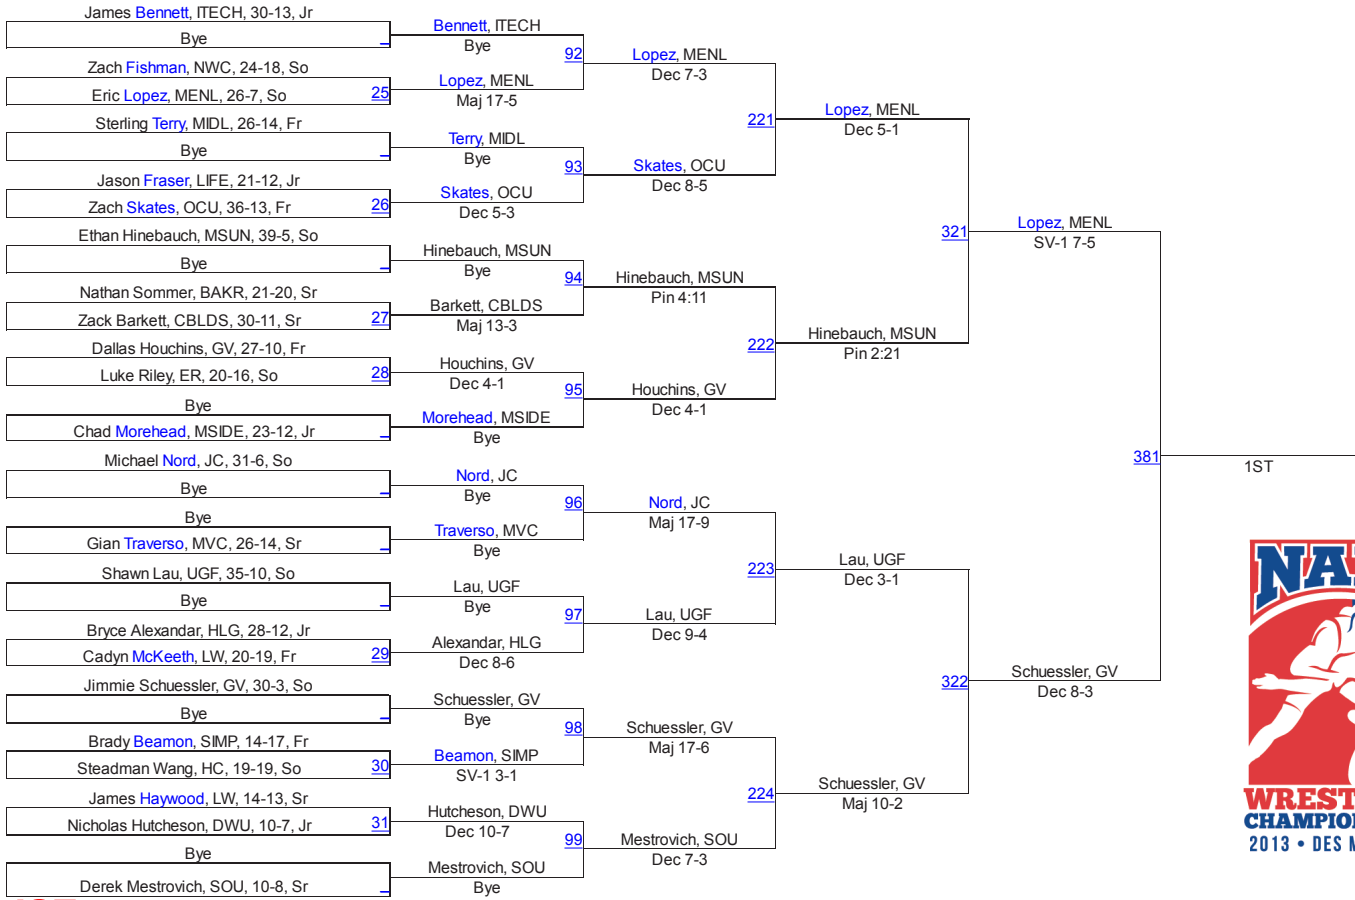 James Bennett, ITECH, 30-13, Jr
Bye
Zach Fishman, NWC, 24-18, So
Eric Lopez, MENL, 26-7, So
25
Sterling Terry, MIDL, 26-14, Fr
Bye
Jason Fraser, LIFE, 21-12, Jr
Zach Skates, OCU, 36-13, Fr
26
Ethan Hinebauch, MSUN, 39-5, So
Bye
Nathan Sommer, BAKR, 21-20, Sr
Zack Barkett, CBLDS, 30-11, Sr
27
Dallas Houchins, GV, 27-10, Fr
Luke Riley, ER, 20-16, So
28
Bye
Chad Morehead, MSIDE, 23-12, Jr
Michael Nord, JC, 31-6, So
Bye
Bye
Gian Traverso, MVC, 26-14, Sr
Shawn Lau, UGF, 35-10, So
Bye
Bryce Alexandar, HLG, 28-12, Jr
Cadyn McKeeth, LW, 20-19, Fr
29
Jimmie Schuessler, GV, 30-3, So
Bye
Brady Beamon, SIMP, 14-17, Fr
Steadman Wang, HC, 19-19, So
30
James Haywood, LW, 14-13, Sr
Nicholas Hutcheson, DWU, 10-7, Jr
31
Bye
Derek Mestrovich, SOU, 10-8, Sr
Bennett, ITECH
Bye
92
Lopez, MENL
Maj 17-5
Terry, MIDL
Bye
93
Skates, OCU
Dec 5-3
Hinebauch, MSUN
Bye
94
Barkett, CBLDS
Maj 13-3
Houchins, GV
Dec 4-1
95
Morehead, MSIDE
Bye
Nord, JC
Bye
96
Traverso, MVC
Bye
Lau, UGF
Bye
97
Alexandar, HLG
Dec 8-6
Schuessler, GV
Bye
98
Beamon, SIMP
SV-1 3-1
Hutcheson, DWU
Dec 10-7
99
Mestrovich, SOU
Bye
Lopez, MENL
Dec 7-3
221
Skates, OCU
Dec 8-5
Hinebauch, MSUN
Pin 4:11
222
Houchins, GV
Dec 4-1
Nord, JC
Maj 17-9
223
Lau, UGF
Dec 9-4
Schuessler, GV
Maj 17-6
224
Mestrovich, SOU
Dec 7-3
Lopez, MENL
Dec 5-1
321
Hinebauch, MSUN
Pin 2:21
Lau, UGF
Dec 3-1
322
Schuessler, GV
Maj 10-2
Lopez, MENL
SV-1 7-5
381
Schuessler, GV
Dec 8-3
1ST
NA
WREST
CHAMPIO
2013 • DES M